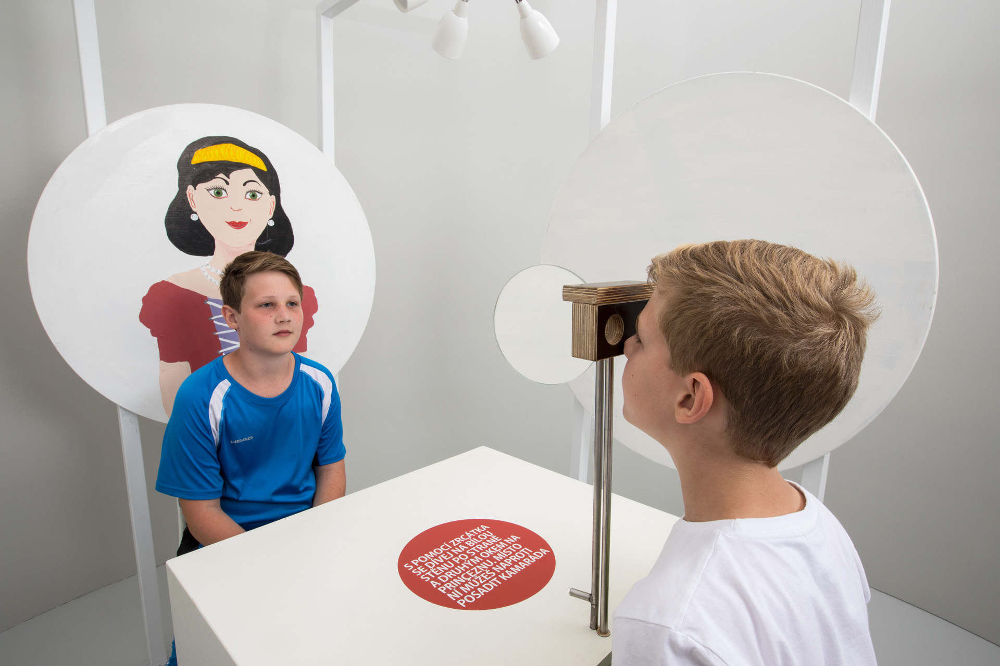 HEAD
S POMOCÍ ZRCÁTKA
SE DÍVEJ NA BÍLOU
STĚNU PO STRANĚ
A DRUHÝM OKEM NA
PRINCEZNU. MÍSTO
NÍ MŮŽEŠ NAPROTI
POSADIT KAMARÁDA